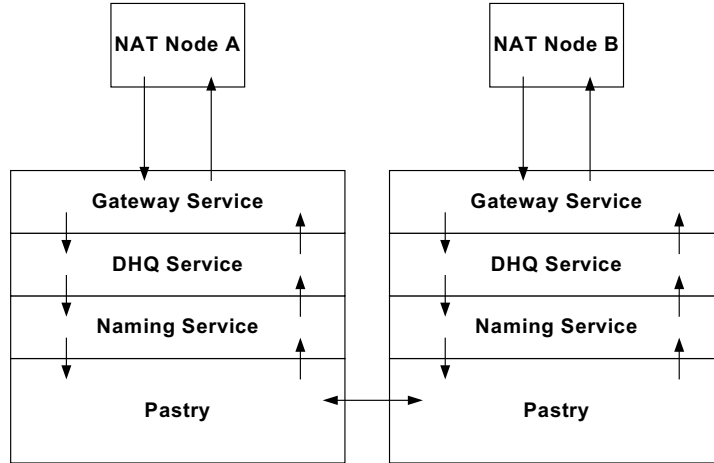 NAT Node A
NAT Node B
Gateway Service
Gateway Service
DHQ Service
DHQ Service
Naming Service
Naming Service
Pastry
Pastry